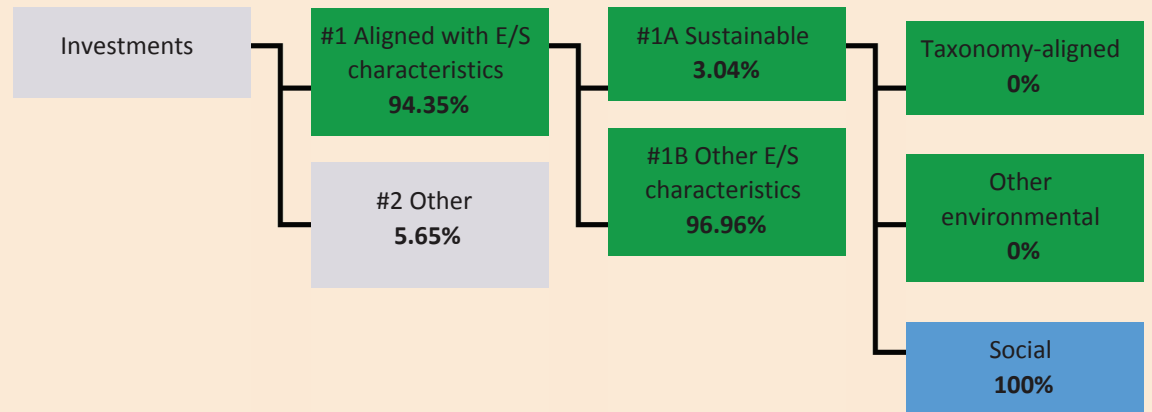 Investments
#1 Aligned with E/S
characteristics
94.35%
#2 Other
5.65%
#1A Sustainable
3.04%
#1B Other E/S
characteristics
96.96%
Taxonomy-aligned
0%
Other
environmental
0%
Social
100%